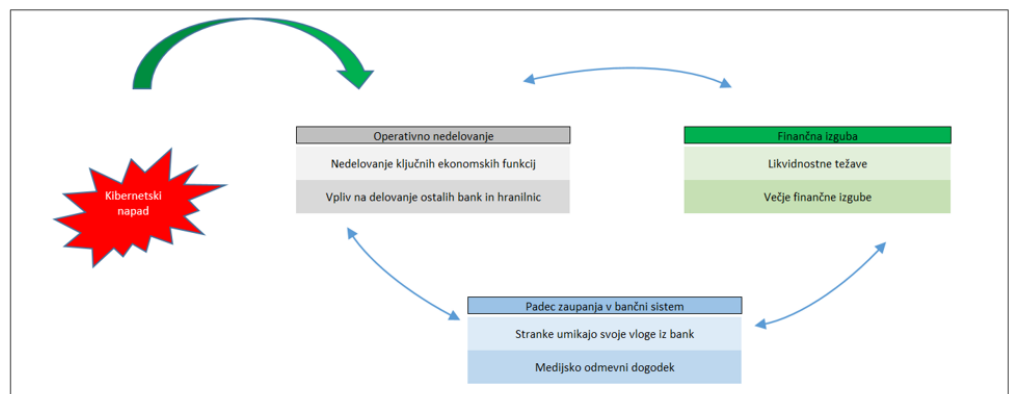 Kibernetski
napad
Operativno nedelovanje
Nedelovanje ključnih ekonomskih funkcij
Vpliv na delovanje ostalih bank in hranilnic
Finančna izguba
Likvidnostne težave
Večje finančne izgube
Padec zaupanja v bančni sistem
Stranke umikajo svoje vloge iz bank
Medijsko odmevni dogodek